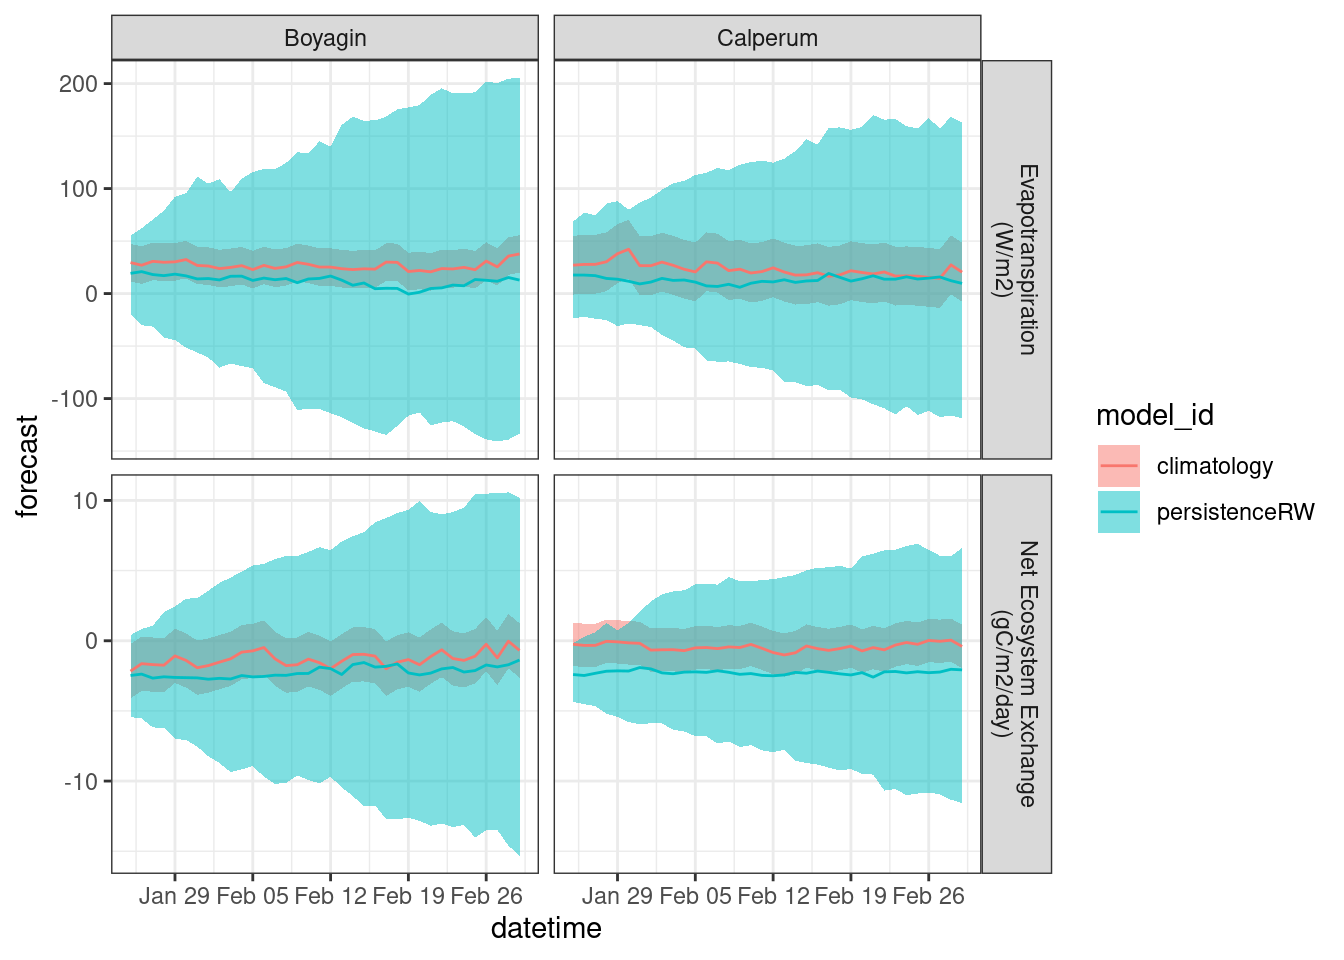 Boyagin
Calperum
200
100
0
-100
Evapotranspiration
(W/m2)
10
0
-10
Net Ecosystem Exchange
(gC/m2/day)
forecast
Jan 29 Feb 05 Feb 12 Feb 19 Feb 26
Jan 29 Feb 05 Feb 12 Feb 19 Feb 26
datetime
model_id
climatology
persistenceRW